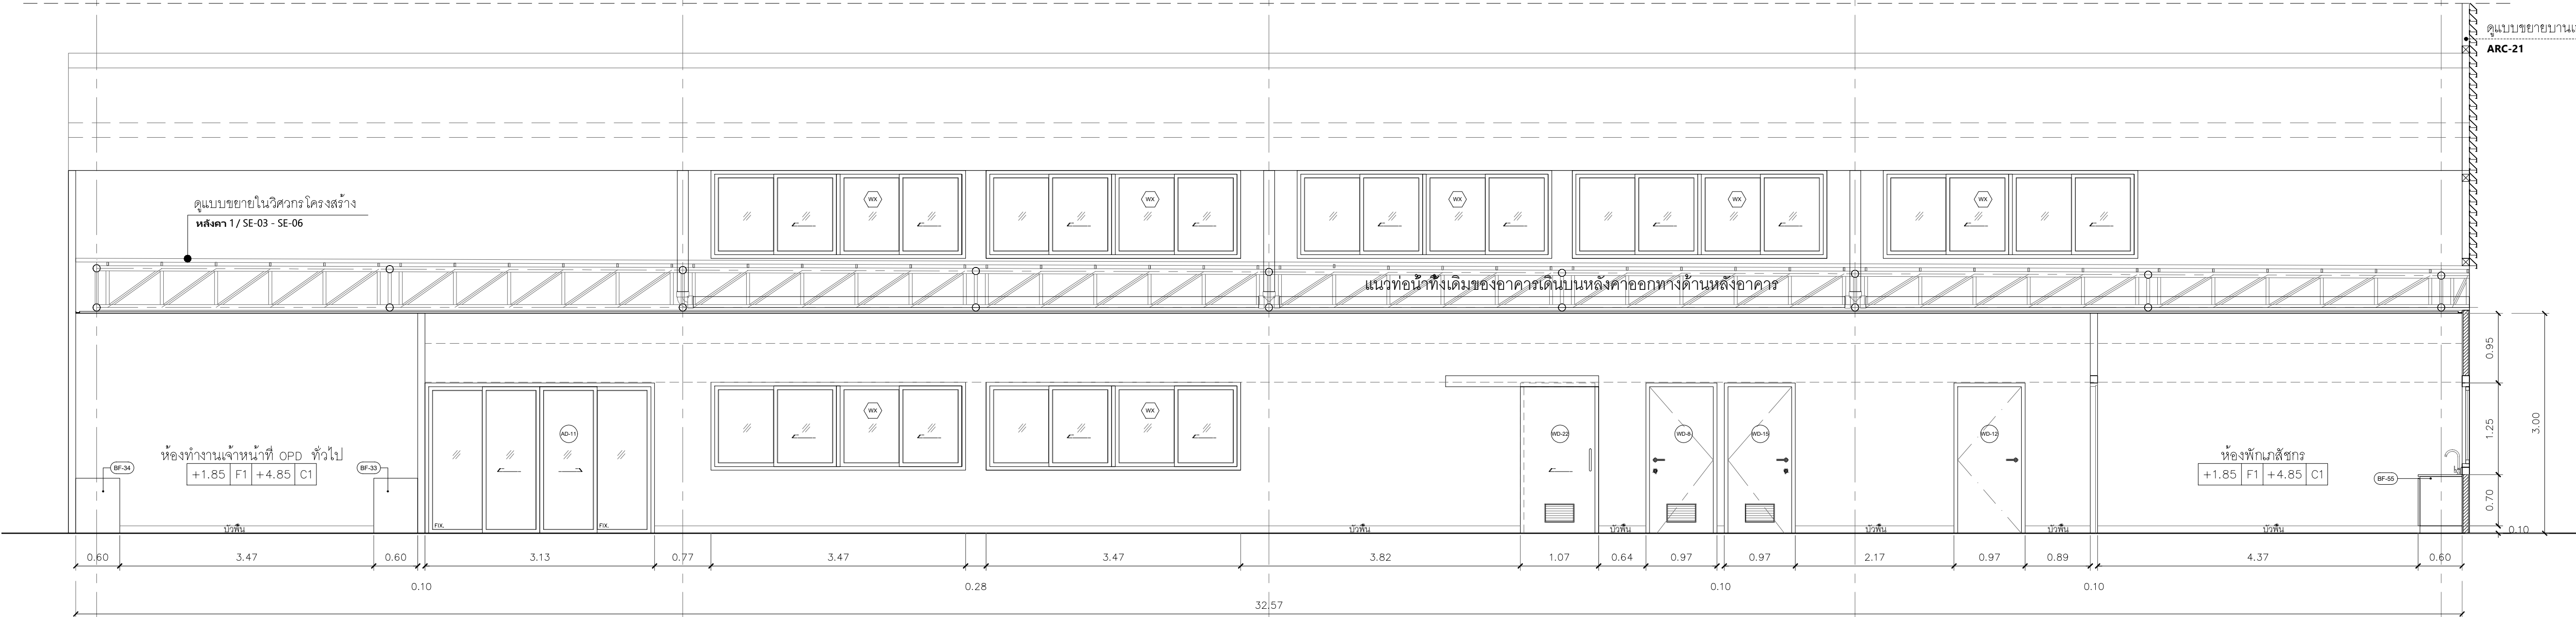 ดูแบบขยายบานเ
ARC-21
ดูแบบขยายในวิศวกรโครงสร้าง
หลังคา 1 / SE-03 - SE-06
WX
WX
WX
WX
WX
แนวท่อน้ำทิ้งเดิมของอาคารเดินบนหลังคาออกทางด้านหลังอาคาร
0.95
1.25
3.00
0.70
0.10
WX
WX
AD-11
WD-22
WD-8
WD-15
WD-12
ห้องทำงานเจ้าหน้าที่ OPD ทั่วไป
+1.85 F1 +4.85 C1
BF-34
BF-33
ห้องพักเภสัชกร
+1.85 F1 +4.85 C1
BF-55
FIX.
FIX.
บัวพื้น
บัวพื้น
บัวพื้น
บัวพื้น
บัวพื้น
บัวพื้น
0.60 3.47 0.60 3.13 0.77 3.47 3.47 3.82 1.07 0.64 0.97 0.97 2.17 0.97 0.89 4.37 0.60
0.10 0.28 0.10 0.10
32.57